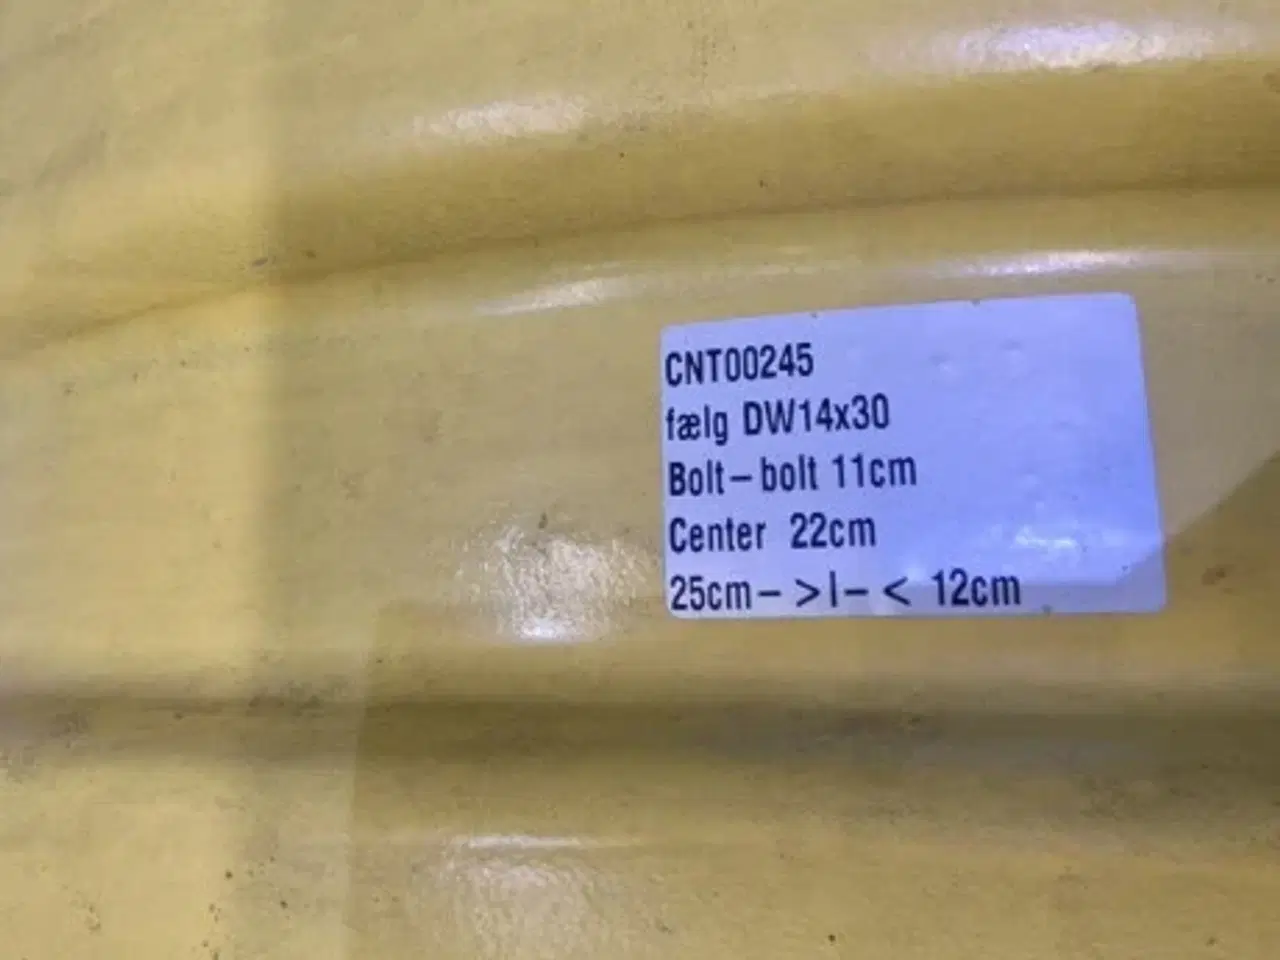 CNT00245
fælg DW14x30
Bolt-bolt 11cm
Center 22cm
25cm- >|-< 12cm